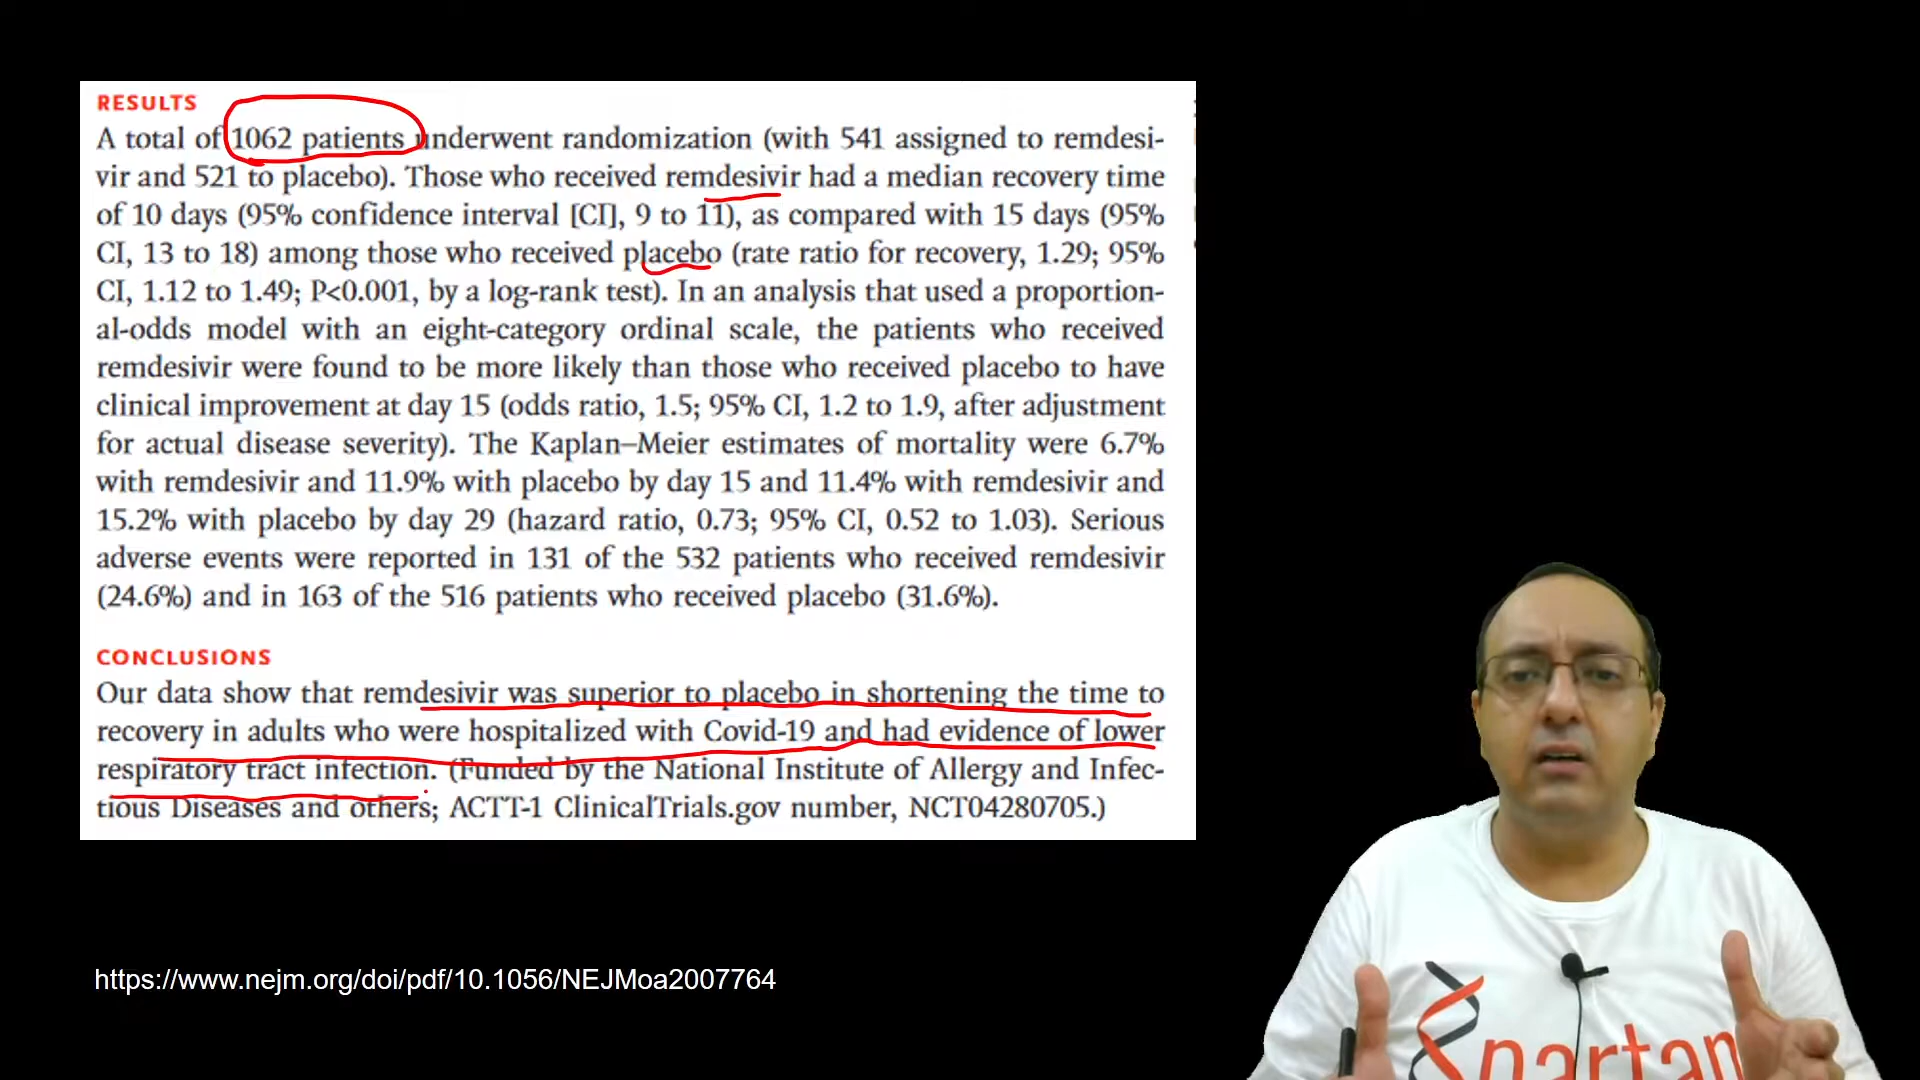 RESULTS
A total of 1062 patients underwent randomization (with 541 assigned to remdesi-
vir and 521 to placebo). Those who received remdesivir had a median recovery time
of 10 days (95% confidence interval [CI], 9 to 11), as compared with 15 days (95%
CI, 13 to 18) among those who received placebo (rate ratio for recovery, 1.29; 95%
CI, 1.12 to 1.49; P<0.001, by a log-rank test). In an analysis that used a proportion-
al-odds model with an eight-category ordinal scale, the patients who received
remdesivir were found to be more likely than those who received placebo to have
clinical improvement at day 15 (odds ratio, 1.5; 95% CI, 1.2 to 1.9, after adjustment
for actual disease severity). The Kaplan–Meier estimates of mortality were 6.7%
with remdesivir and 11.9% with placebo by day 15 and 11.4% with remdesivir and
15.2% with placebo by day 29 (hazard ratio, 0.73; 95% CI, 0.52 to 1.03). Serious
adverse events were reported in 131 of the 532 patients who received remdesivir
(24.6%) and in 163 of the 516 patients who received placebo (31.6%).
CONCLUSIONS
Our data show that remdesivir was superior to placebo in shortening the time to
recovery in adults who were hospitalized with Covid-19 and had evidence of lower
respiratory tract infection. (Funded by the National Institute of Allergy and Infec-
tious Diseases and others; ACTT-1 ClinicalTrials.gov number, NCT04280705.)
https://www.nejm.org/doi/pdf/10.1056/NEJMoa2007764
Spartan